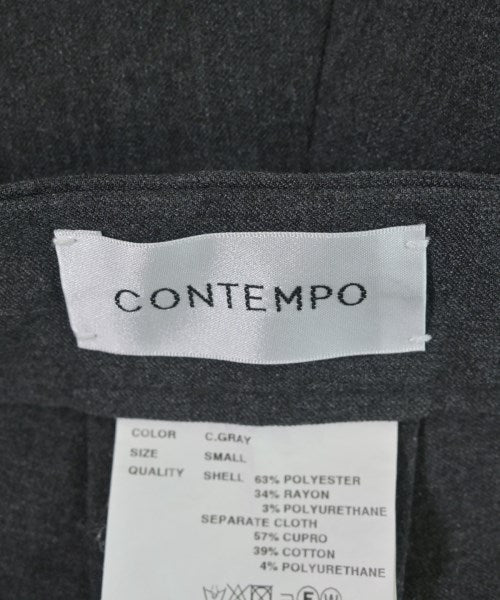 CONTEMPO
COLOR C.GRAY
SIZE SMALL
QUALITY SHELL 63% POLYESTER
34% RAYON
3% POLYURETHANE
SEPARATE CLOTH
57% CUPRO
39% COTTON
4% POLYURETHANE